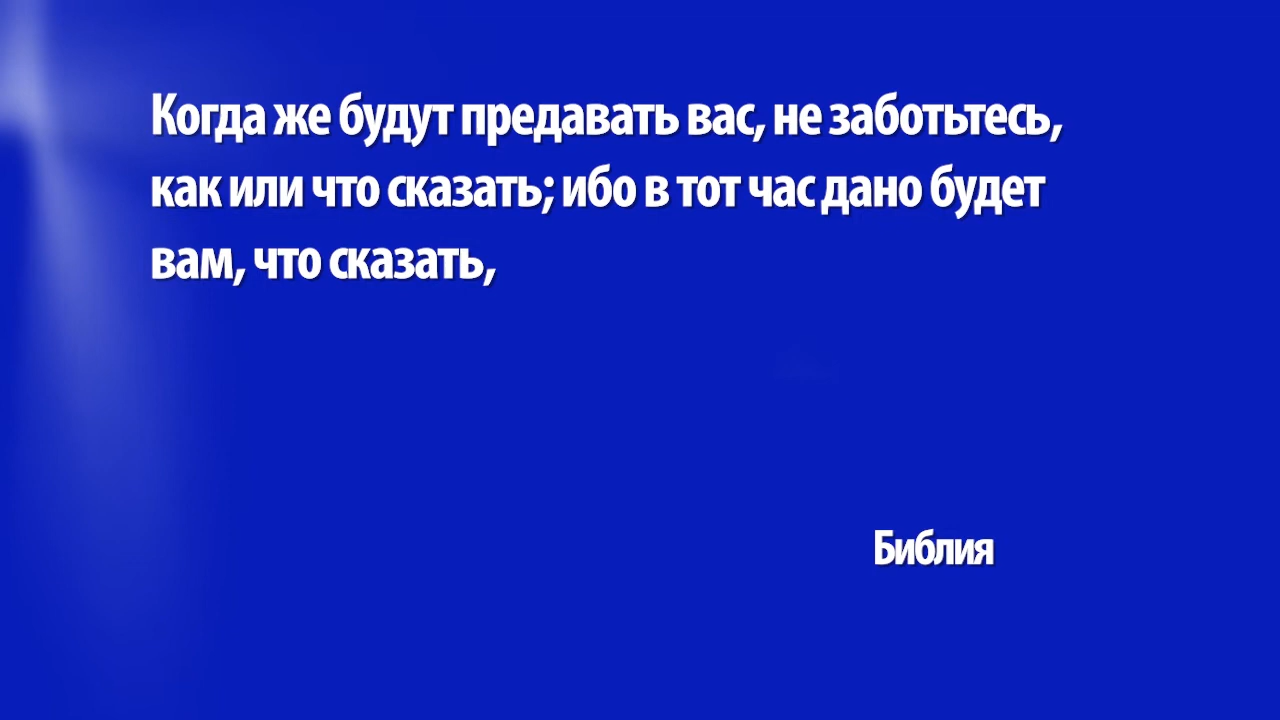 Когда же будут предавать вас, не заботьтесь,
как или что сказать; ибо в тот час дано будет
вам, что сказать,
Библия